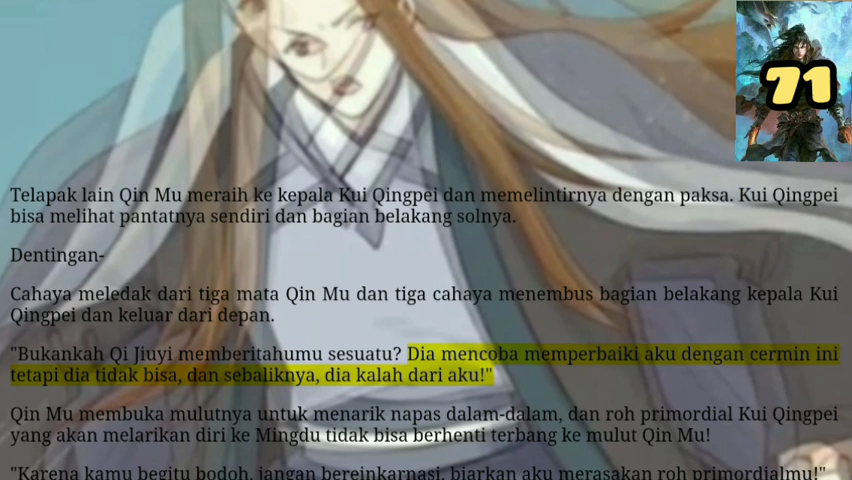 71
Telapak lain Qin Mu meraih ke kepala Kui Qingpei dan memelintirnya dengan paksa. Kui Qingpei
bisa melihat pantatnya sendiri dan bagian belakang solnya.
Dentingan-
Cahaya meledak dari tiga mata Qin Mu dan tiga cahaya menembus bagian belakang kepala Kui
Qingpei dan keluar dari depan.
"Bukankah Qi Jiuyi memberitahumu sesuatu? Dia mencoba memperbaiki aku dengan cermin ini
tetapi dia tidak bisa, dan sebaliknya, dia kalah dari aku!"
Qin Mu membuka mulutnya untuk menarik napas dalam-dalam, dan roh primordial Kui Qingpei
yang akan melarikan diri ke Mingdu tidak bisa berhenti terbang ke mulut Qin Mu!
"Karena kamu begitu bodoh, jangan bereinkarnasi, biarkan aku merasakan roh primordialmu!"